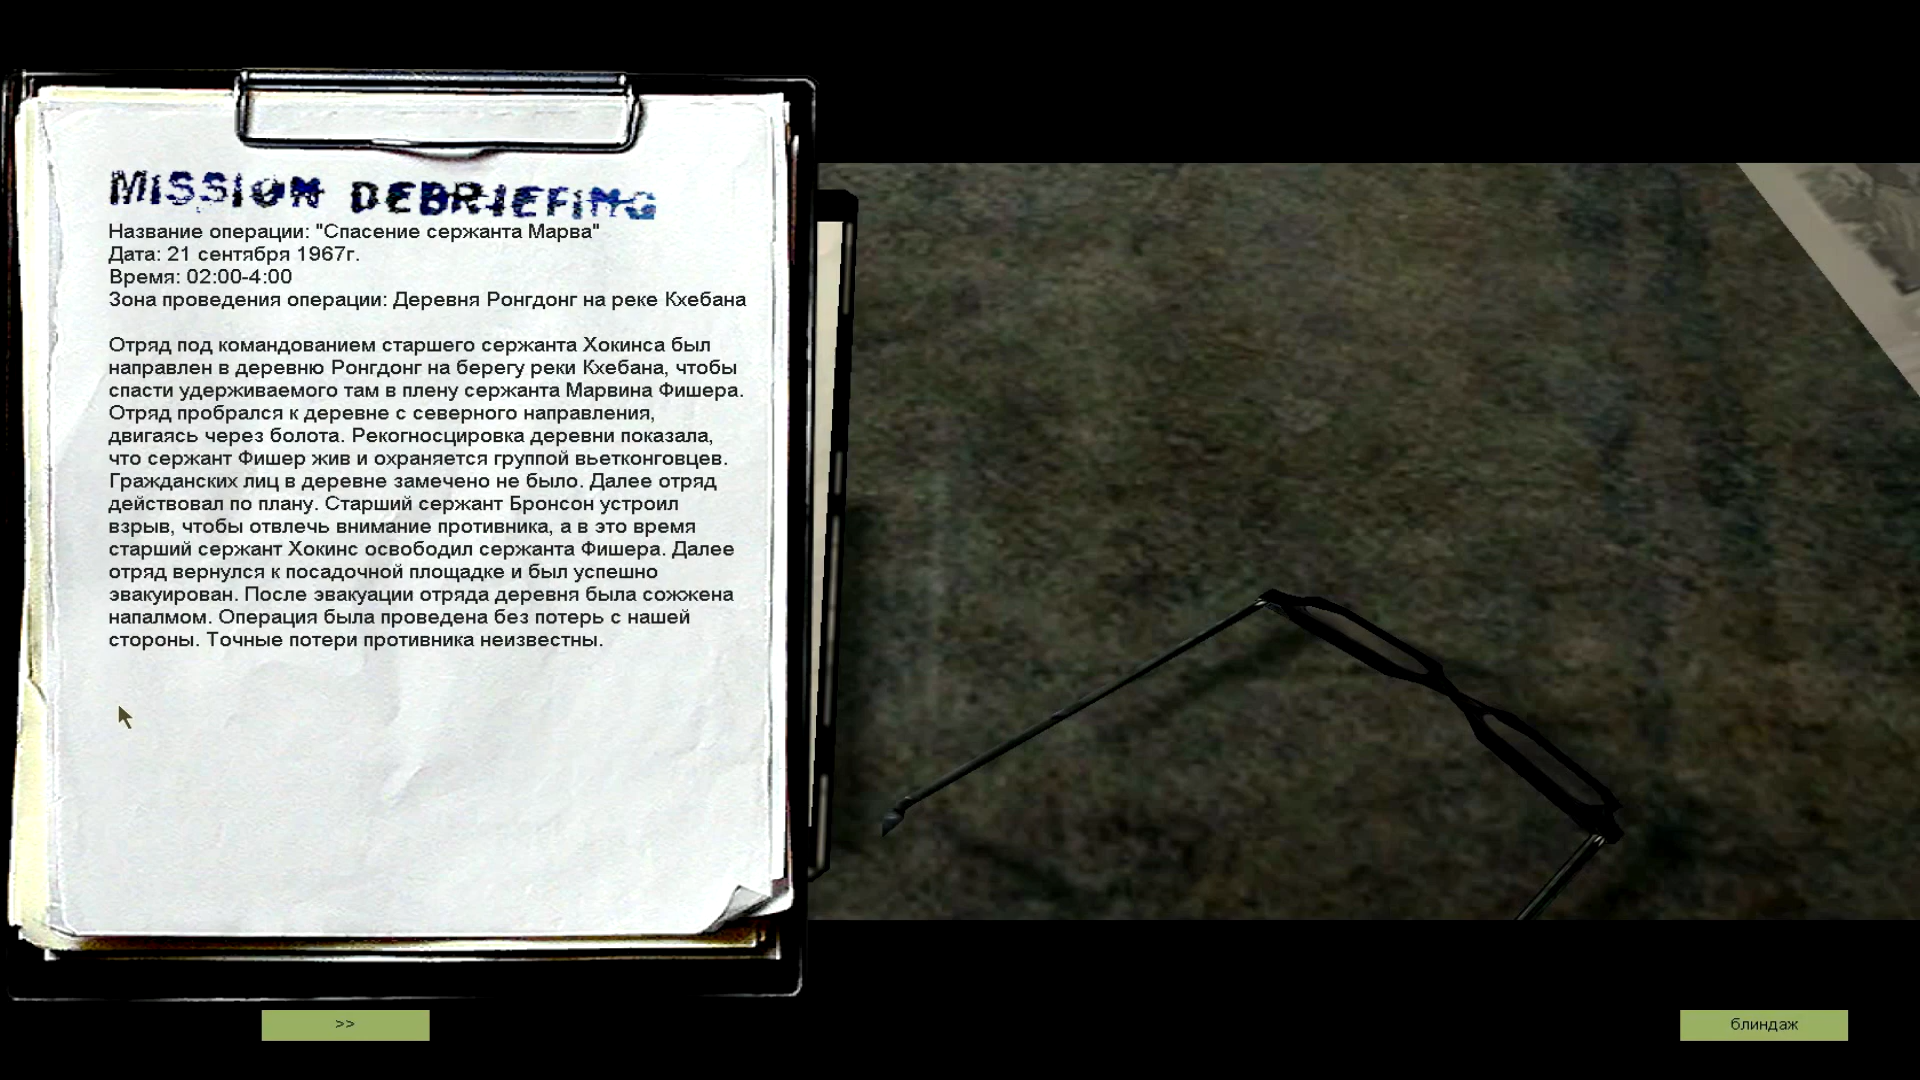 MISSION DEBRIEFING
Название операции: "Спасение сержанта Марва"
Дата: 21 сентября 1967г.
Время: 02:00-4:00
Зона проведения операции: Деревня Ронгдонг на реке Кхебана
Отряд под командованием старшего сержанта Хокинса был
направлен в деревню Ронгдонг на берегу реки Кхебана, чтобы
спасти удерживаемого там в плену сержанта Марвина Фишера.
Отряд пробрался к деревне с северного направления,
двигаясь через болота. Рекогносцировка деревни показала,
что сержант Фишер жив и охраняется группой вьетконговцев.
Гражданских лиц в деревне замечено не было. Далее отряд
действовал по плану. Старший сержант Бронсон устроил
взрыв, чтобы отвлечь внимание противника, а в это время
старший сержант Хокинс освободил сержанта Фишера. Далее
отряд вернулся к посадочной площадке и был успешно
эвакуирован. После эвакуации отряда деревня была сожжена
напалмом. Операция была проведена без потерь с нашей
стороны. Точные потери противника неизвестны.
>>
блиндаж